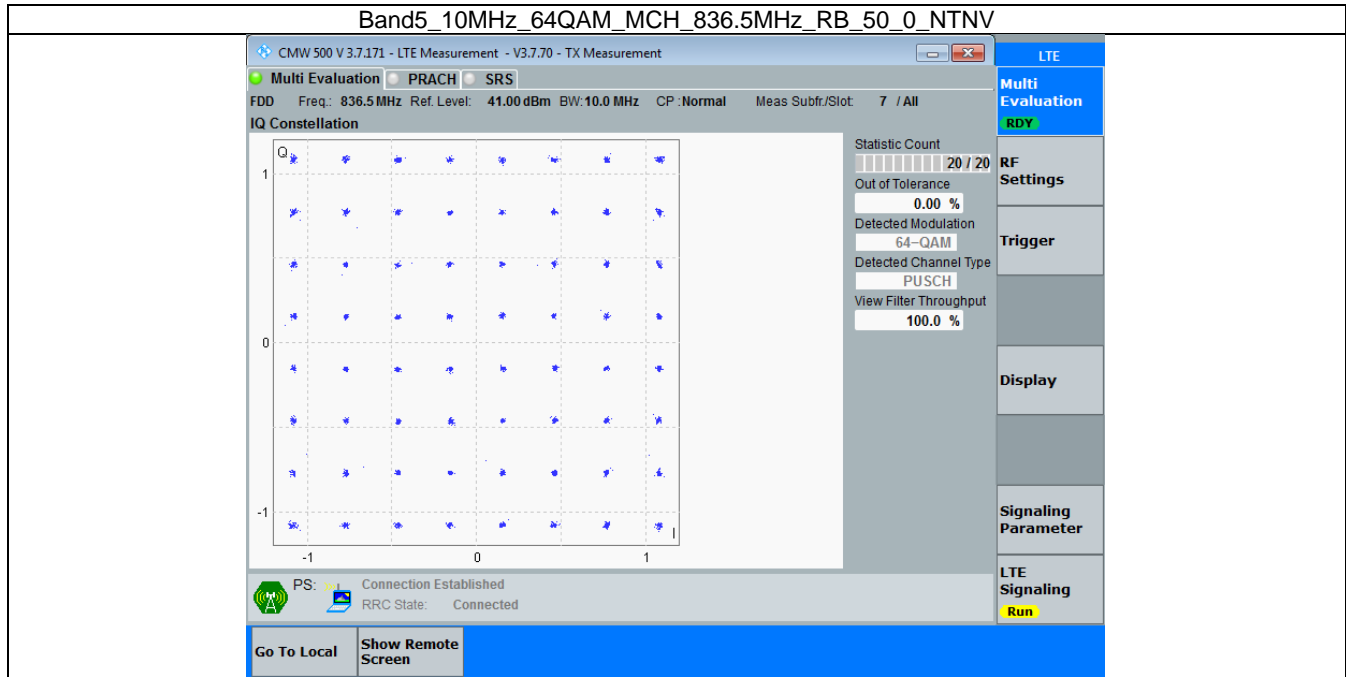 Band5_10MHz_64QAM_MCH_836.5MHz_RB_50_0_NTNV
CMW 500 V 3.7.171 - LTE Measurement - V3.7.70 - TX Measurement
LTE
Multi Evaluation PRACH SRS
Multi
Evaluation
RDY
FDD Freq.: 836.5 MHz Ref. Level: 41.00 dBm BW: 10.0 MHz CP : Normal Meas Subfr./Slot: 7 / All
IQ Constellation
Q
1
0
-1
-1 0 1
I
Statistic Count
20 / 20
Out of Tolerance
0.00 %
Detected Modulation
64-QAM
Detected Channel Type
PUSCH
View Filter Throughput
100.0 %
RF
Settings
Trigger
Display
Signaling
Parameter
LTE
Signaling
Run
PS: Connection Established
RRC State: Connected
Go To Local
Show Remote
Screen